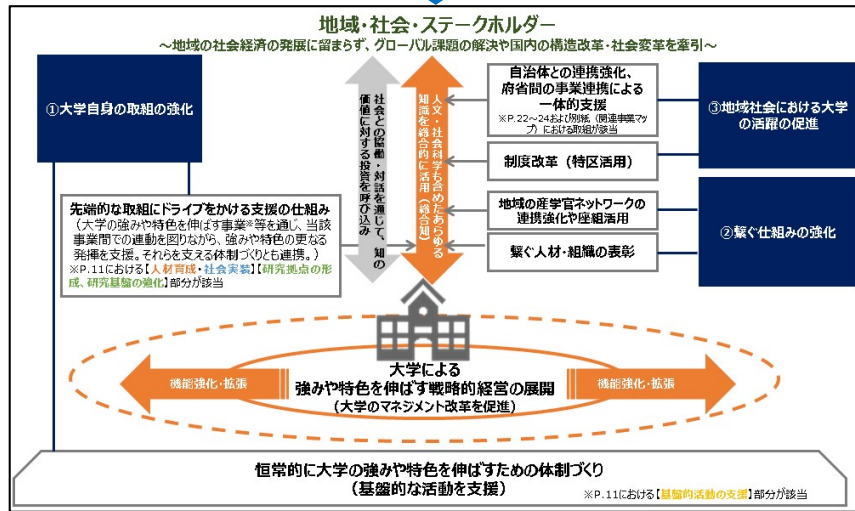 地域・社会・ステークホルダー
～地域の社会経済の発展に留まらず、グローバル課題の解決や国内の構造改革・社会変革を牽引～
①大学自身の取組の強化
先端的な取組にドライブをかける支援の仕組み
（大学の強みや特色を伸ばす事業※等を通じ、当該
事業間での連動を図りながら、強みや特色の更なる
発揮を支援。それらを支える体制づくりとも連携。）
※P.11における【人材育成・社会実装】【研究拠点の形
成、研究基盤の強化】部分が該当
社会との協働・対話を通じて、知の
価値に対する投資を呼び込み
人文・社会科学も含めたあらゆる
知識を総合的に活用（総合知）
自治体との連携強化、
府省間の事業連携による
一体的支援
※P.22～24および別紙（関連事業マッ
プ）における取組が該当
制度改革（特区活用）
③地域社会における大学
の活躍の促進
地域の産学官ネットワークの
連携強化や座組活用
繋ぐ人材・組織の表彰
②繋ぐ仕組みの強化
機能強化・拡張
大学による
強みや特色を伸ばす戦略的経営の展開
（大学のマネジメント改革を促進）
機能強化・拡張
恒常的に大学の強みや特色を伸ばすための体制づくり
（基盤的な活動を支援）
※P.11における【基盤的活動の支援】部分が該当